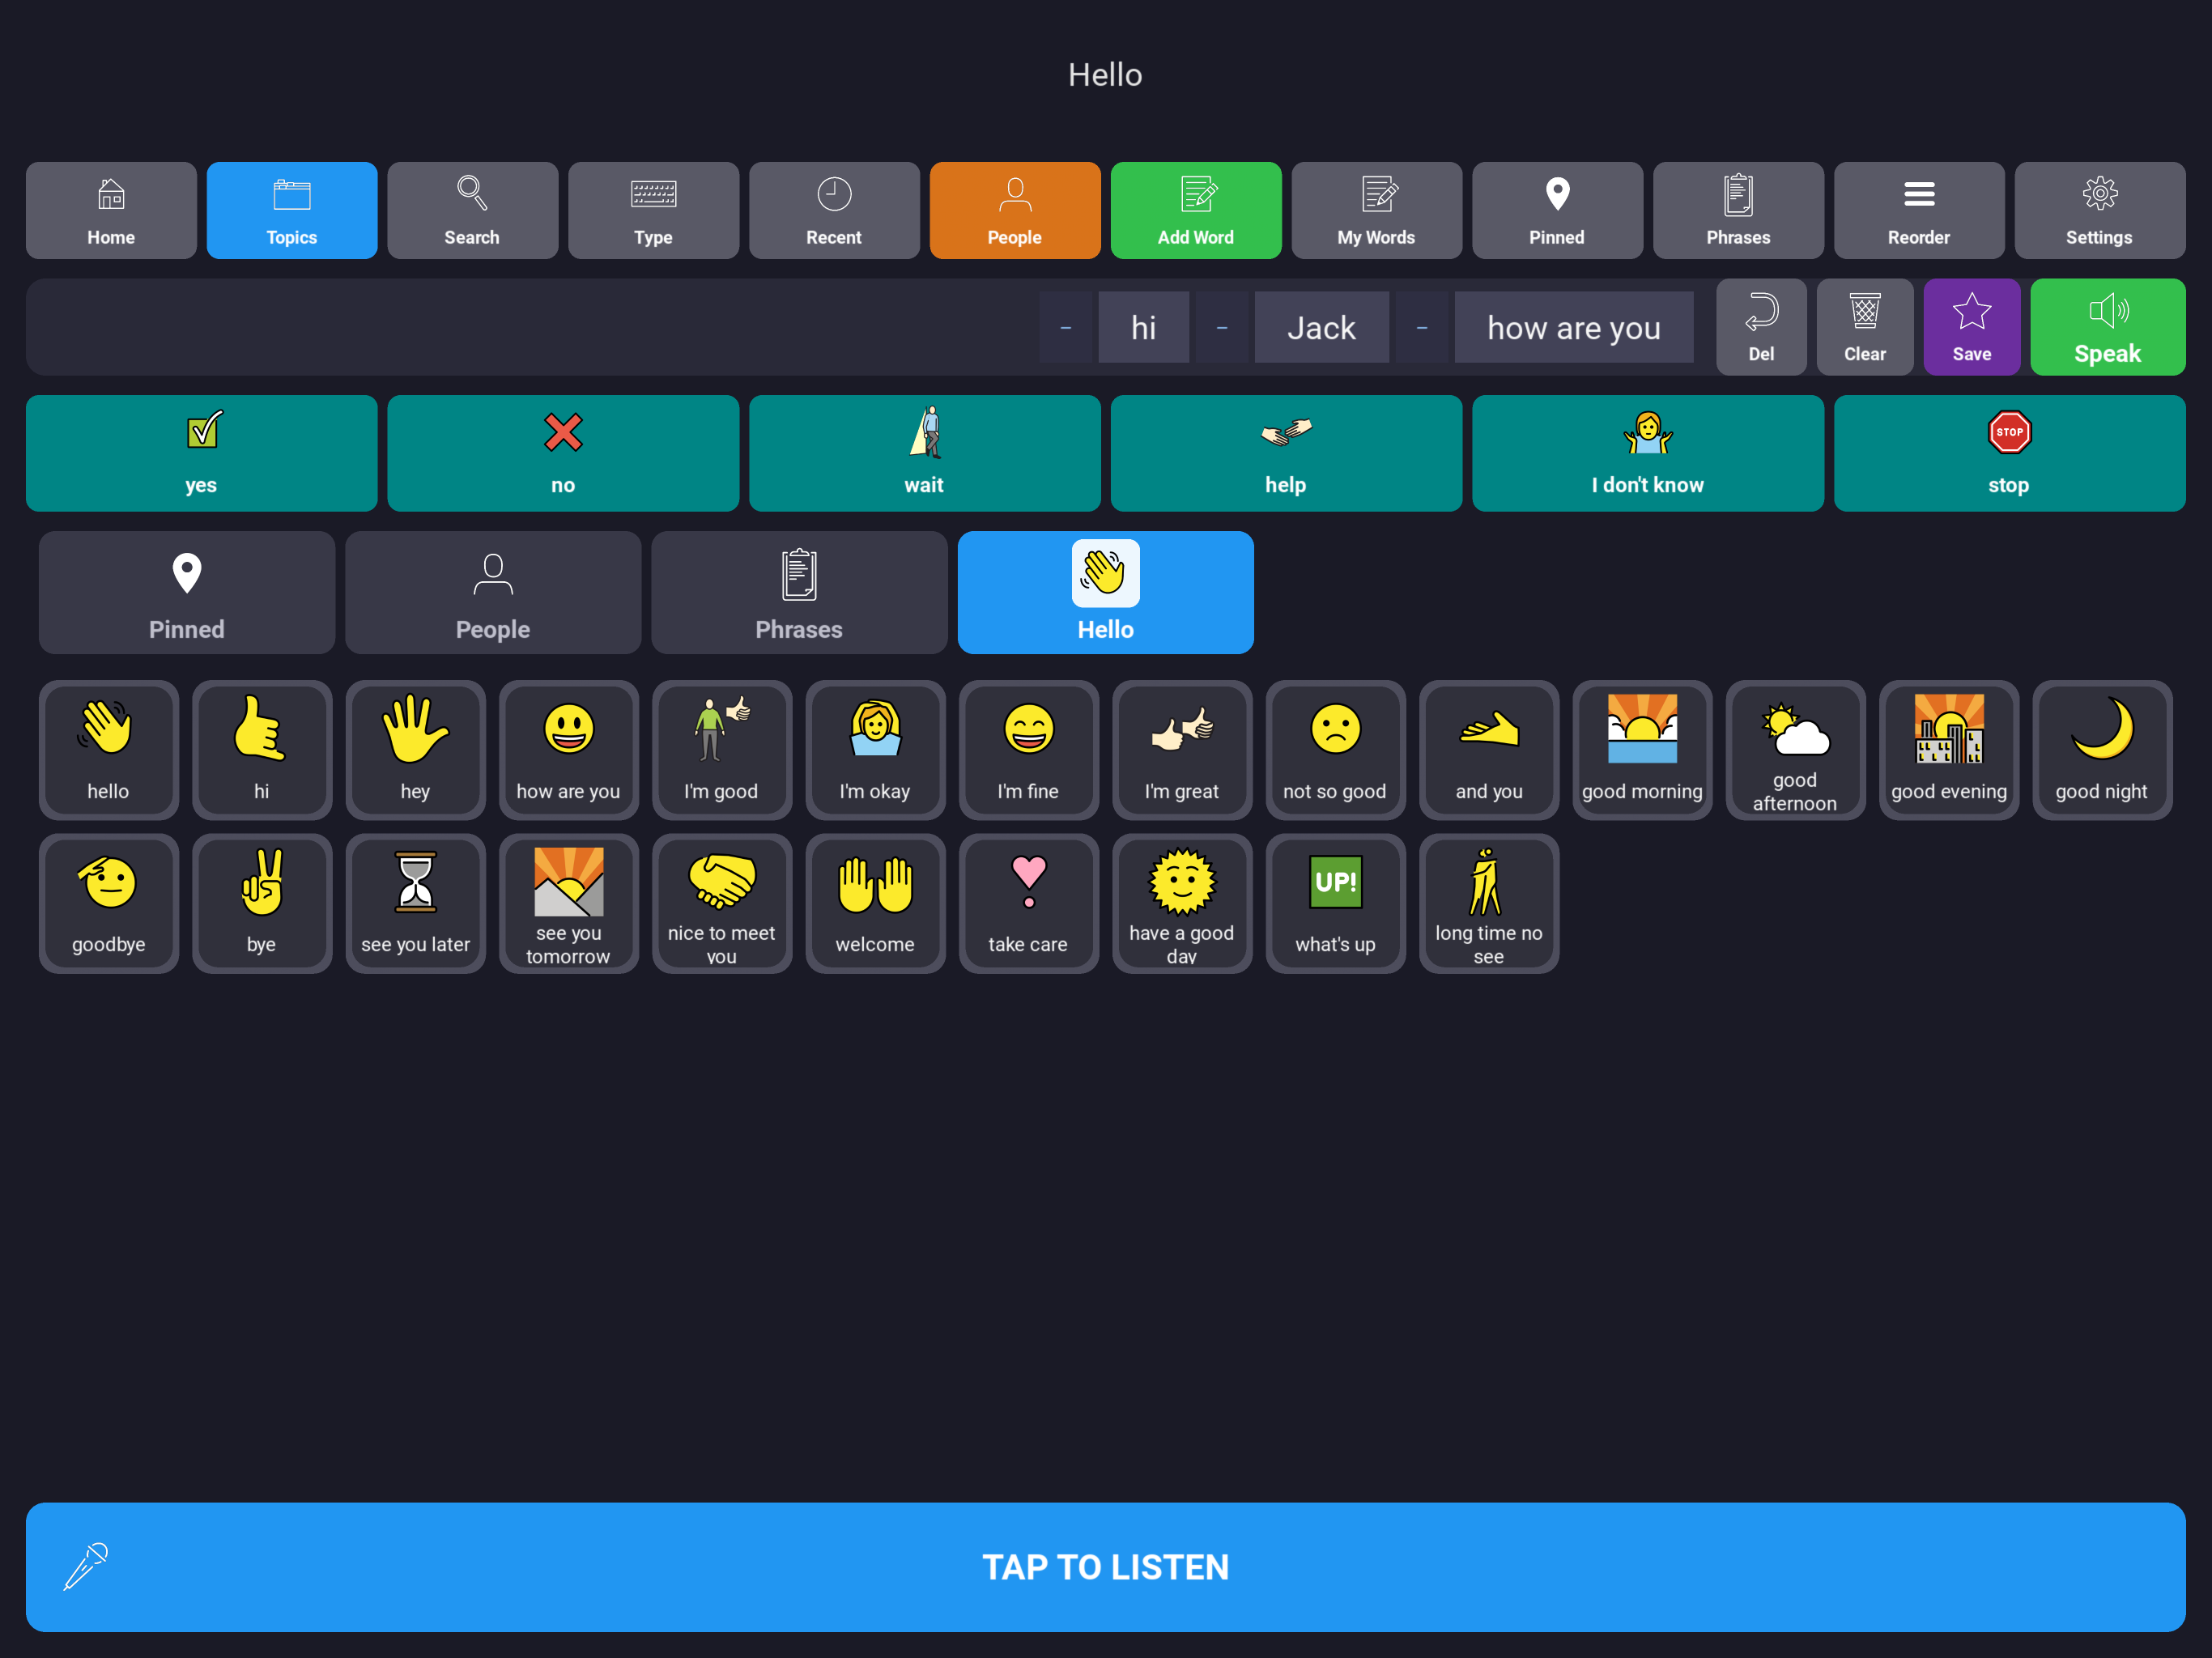 Hello
Home Topics Search Type Recent People Add Word My Words Pinned Phrases Reorder Settings
- hi - Jack - how are you Del Clear Save Speak
yes no wait help I don't know STOP stop
Pinned People Phrases Hello
hello hi hey how are you I'm good I'm okay I'm fine I'm great not so good and you good morning good afternoon good evening good night
goodbye bye see you later see you tomorrow nice to meet you welcome take care have a good day UP! what's up long time no see
TAP TO LISTEN